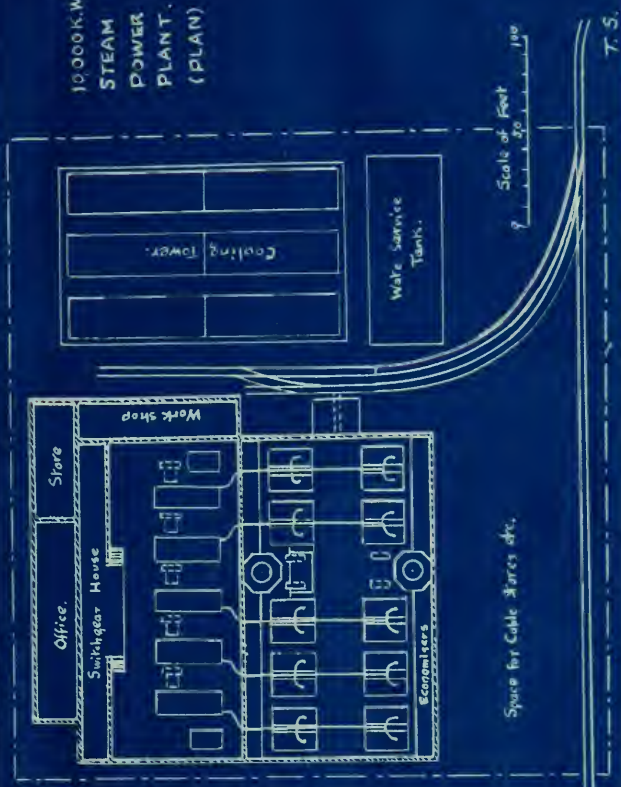 10,000 K.W
STEAM
POWER
PLANT.
(PLAN)
Office.
Store
Switchgear House
Work shop
Cooling
Tower.
Wate service
Tank.
Economisers
Scale of Feet
0 50 100
Space for Cable stores etc.
T. S.